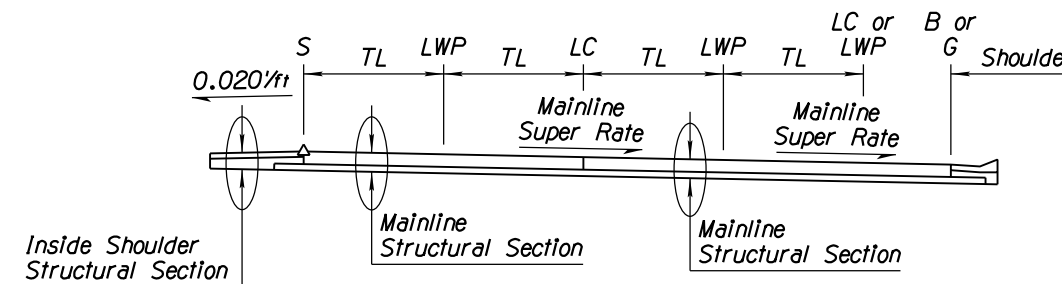 LC or B or
S TL LWP TL LC TL LWP TL LWP G Shoulde
0.020'/ft
Mainline
Super Rate
Mainline
Super Rate
Inside Shoulder
Structural Section
Mainline
Structural Section
Mainline
Structural Section